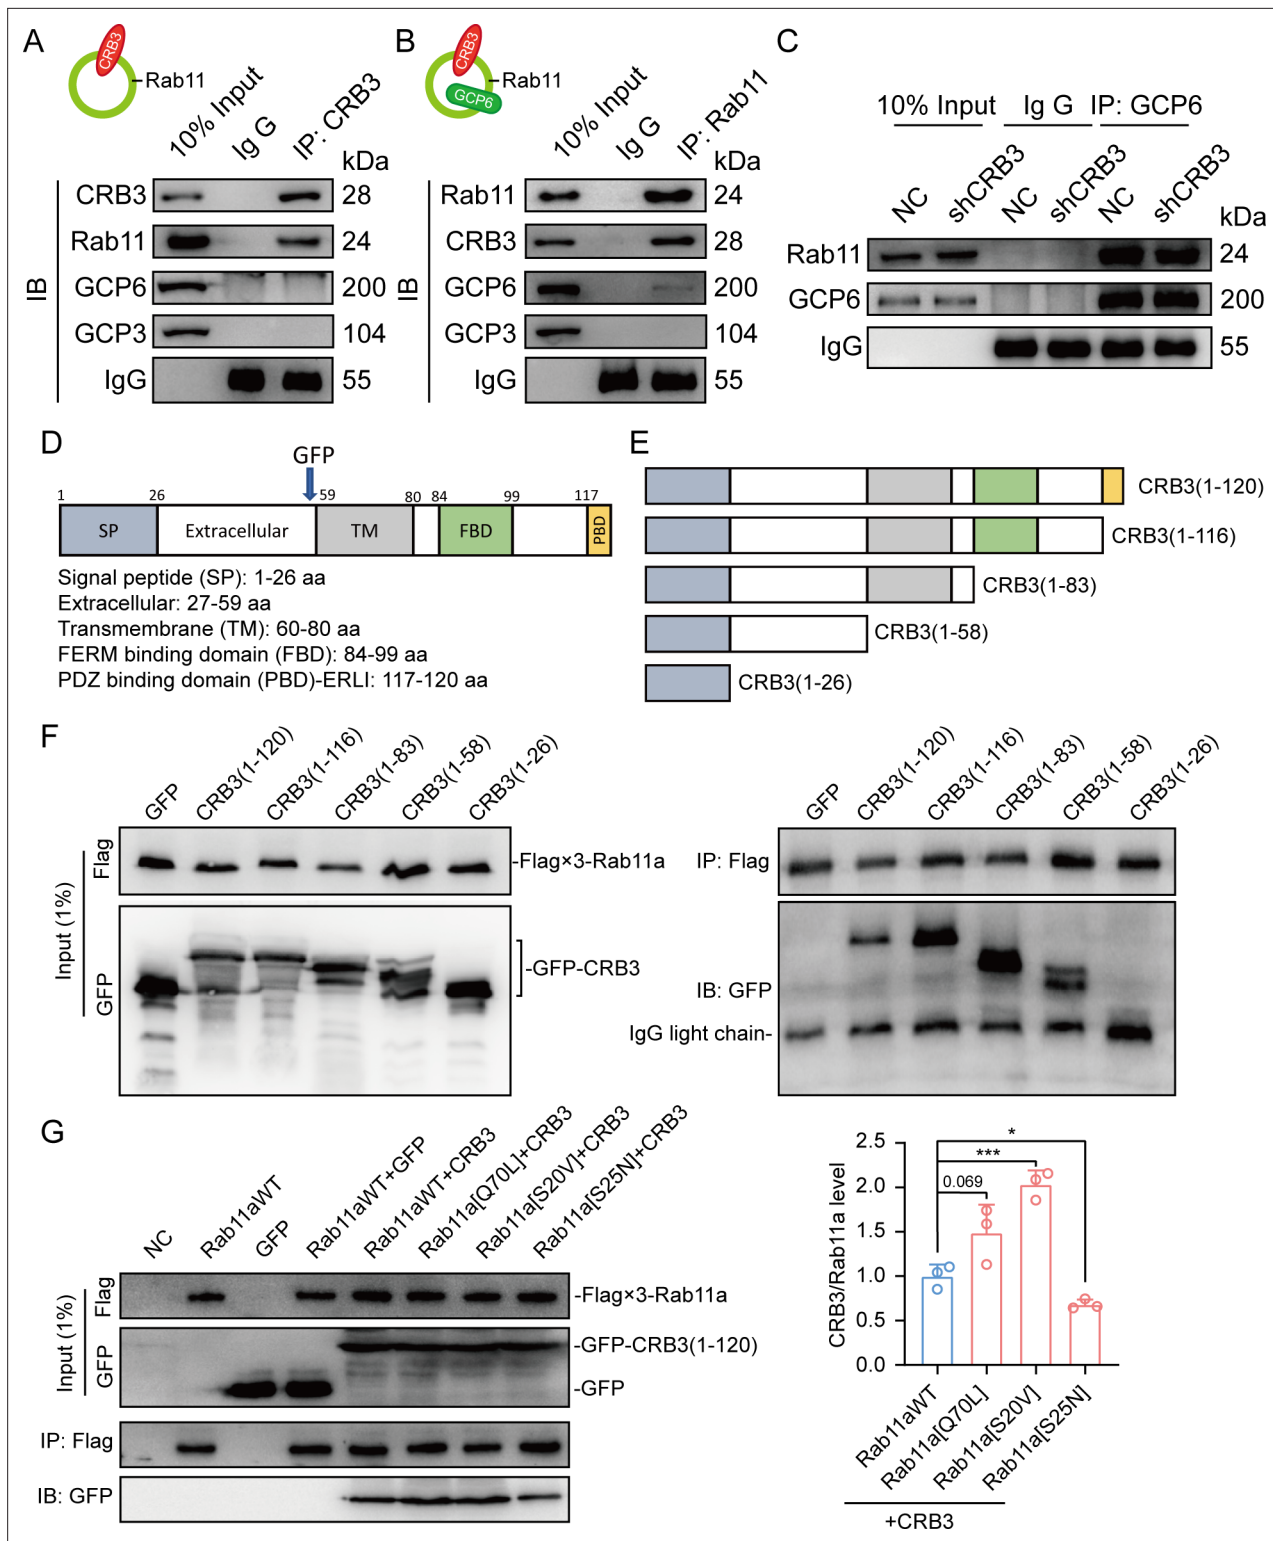 A
CRB3
Rab11
10% Input
Ig G
IP: CRB3
kDa
IB
CRB3
28
Rab11
24
GCP6
200
GCP3
104
IgG
55
B
CRB3
Rab11
GCP6
10% Input
Ig G
IP: Rab11
kDa
IB
Rab11
24
CRB3
28
GCP6
200
GCP3
104
IgG
55
C
10% Input
Ig G
IP: GCP6
NC
shCRB3
NC
shCRB3
NC
shCRB3
kDa
Rab11
24
GCP6
200
IgG
55
D
GFP
1
26
59
80
84
99
117
SP
Extracellular
TM
FBD
PBD
Signal peptide (SP): 1-26 aa
Extracellular: 27-59 aa
Transmembrane (TM): 60-80 aa
FERM binding domain (FBD): 84-99 aa
PDZ binding domain (PBD)-ERLI: 117-120 aa
E
CRB3(1-120)
CRB3(1-116)
CRB3(1-83)
CRB3(1-58)
CRB3(1-26)
F
GFP
CRB3(1-120)
CRB3(1-116)
CRB3(1-83)
CRB3(1-58)
CRB3(1-26)
Input (1%)
Flag
-Flag×3-Rab11a
GFP
-GFP-CRB3
GFP
CRB3(1-120)
CRB3(1-116)
CRB3(1-83)
CRB3(1-58)
CRB3(1-26)
IP: Flag
IB: GFP
IgG light chain-
G
NC
Rab11aWT
GFP
Rab11aWT+GFP
Rab11aWT+CRB3
Rab11a[Q70L]+CRB3
Rab11a[S20V]+CRB3
Rab11a[S25N]+CRB3
Input (1%)
Flag
-Flag×3-Rab11a
GFP
-GFP-CRB3(1-120)
-GFP
IP: Flag
IB: GFP
CRB3/Rab11a level
2.5
2.0
1.5
1.0
0.5
0.0
*
***
0.069
Rab11aWT
Rab11a[Q70L]
Rab11a[S20V]
Rab11a[S25N]
+CRB3